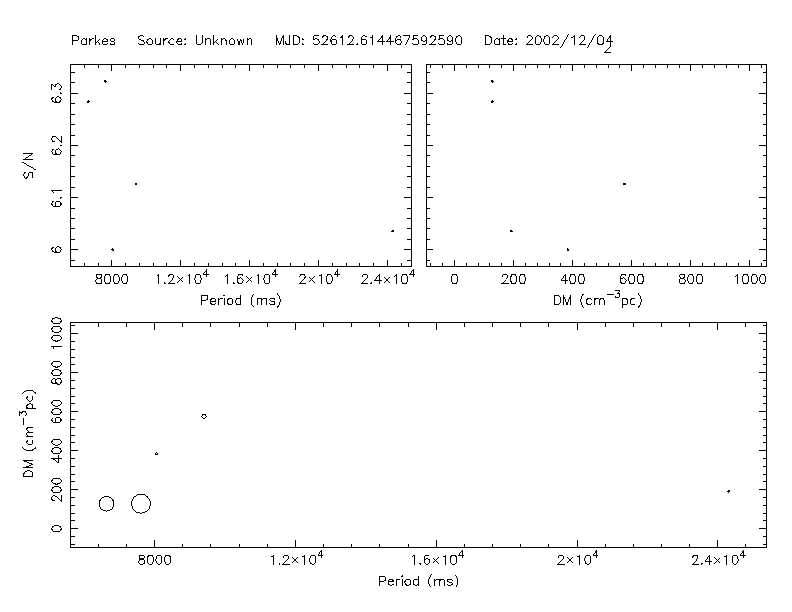 Parkes Source: Unknown MJD: 52612.614467592590 Date: 2002/12/04
2
S/N
6.3
6.2
6.1
6
8000 1.2×10⁴ 1.6×10⁴ 2×10⁴ 2.4×10⁴
Period (ms)
0 200 400 600 800 1000
DM (cm⁻³pc)
DM (cm⁻³pc)
1000
800
600
400
200
0
8000 1.2×10⁴ 1.6×10⁴ 2×10⁴ 2.4×10⁴
Period (ms)